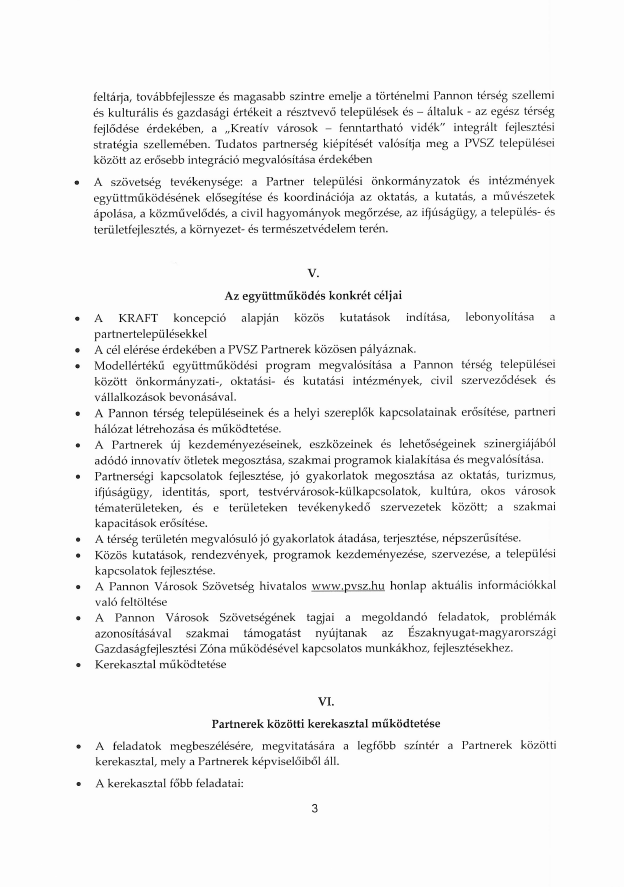 feltárja, továbbfejlessze és magasabb szintre emelje a történelmi Pannon térség szellemi
és kulturális és gazdasági értékeit a résztvevő települések és – általuk - az egész térség
fejlődése érdekében, a „Kreatív városok – fenntartható vidék" integrált fejlesztési
stratégia szellemében. Tudatos partnerség kiépítését valósítja meg a PVSZ települései
között az erősebb integráció megvalósítása érdekében
• A szövetség tevékenysége: a Partner települési önkormányzatok és intézmények
együttműködésének elősegítése és koordinációja az oktatás, a kutatás, a művészetek
ápolása, a közművelődés, a civil hagyományok megőrzése, az ifjúságügy, a település- és
területfejlesztés, a környezet- és természetvédelem terén.
V.
Az együttműködés konkrét céljai
• A KRAFT koncepció alapján közös kutatások indítása, lebonyolítása a
partnertelepülésekkel
• A cél elérése érdekében a PVSZ Partnerek közösen pályáznak.
• Modellértékű együttműködési program megvalósítása a Pannon térség települései
között önkormányzati-, oktatási- és kutatási intézmények, civil szerveződések és
vállalkozások bevonásával.
• A Pannon térség településeinek és a helyi szereplők kapcsolatainak erősítése, partneri
hálózat létrehozása és működtetése.
• A Partnerek új kezdeményezéseinek, eszközeinek és lehetőségeinek szinergiájából
adódó innovatív ötletek megosztása, szakmai programok kialakítása és megvalósítása.
• Partnerségi kapcsolatok fejlesztése, jó gyakorlatok megosztása az oktatás, turizmus,
ifjúságügy, identitás, sport, testvérvárosok-külkapcsolatok, kultúra, okos városok
tématerületeken, és e területeken tevékenykedő szervezetek között; a szakmai
kapacitások erősítése.
• A térség területén megvalósuló jó gyakorlatok átadása, terjesztése, népszerűsítése.
• Közös kutatások, rendezvények, programok kezdeményezése, szervezése, a települési
kapcsolatok fejlesztése.
• A Pannon Városok Szövetség hivatalos www.pvsz.hu honlap aktuális információkkal
való feltöltése
• A Pannon Városok Szövetségének tagjai a megoldandó feladatok, problémák
azonosításával szakmai támogatást nyújtanak az Északnyugat-magyarországi
Gazdaságfejlesztési Zóna működésével kapcsolatos munkákhoz, fejlesztésekhez.
• Kerekasztal működtetése
VI.
Partnerek közötti kerekasztal működtetése
• A feladatok megbeszélésére, megvitatására a legfőbb színtér a Partnerek közötti
kerekasztal, mely a Partnerek képviselőiből áll.
• A kerekasztal főbb feladatai:
3